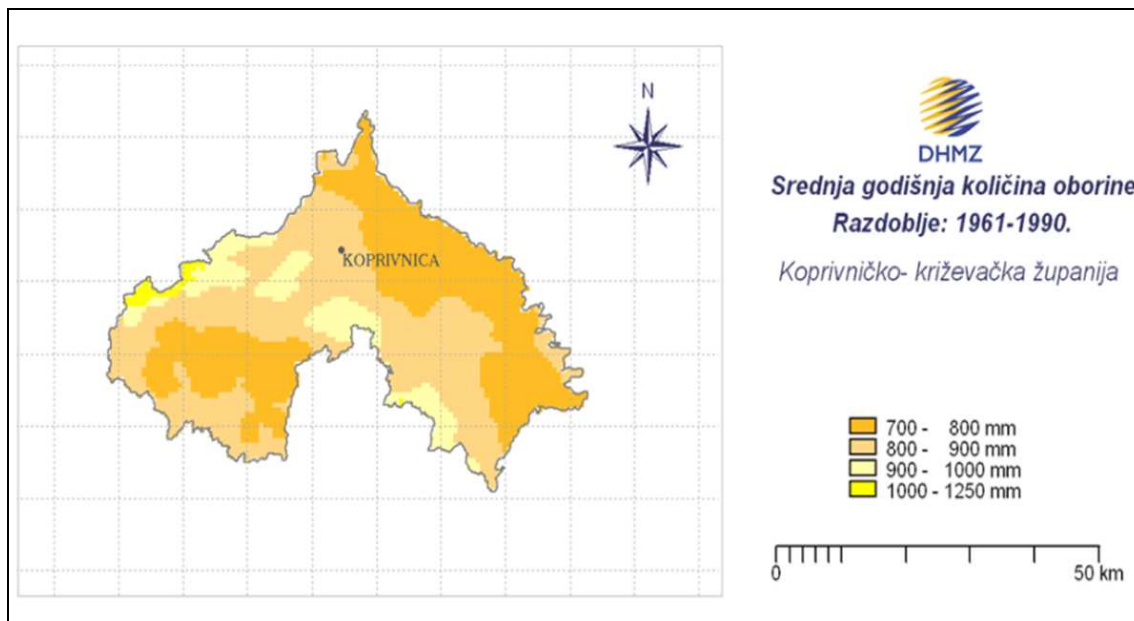 N
DHMZ
Srednja godišnja količina oborine
Razdoblje: 1961-1990.
Koprivničko- križevačka županija
KOPRIVNICA
700 - 800 mm
800 - 900 mm
900 - 1000 mm
1000 - 1250 mm
0 50 km